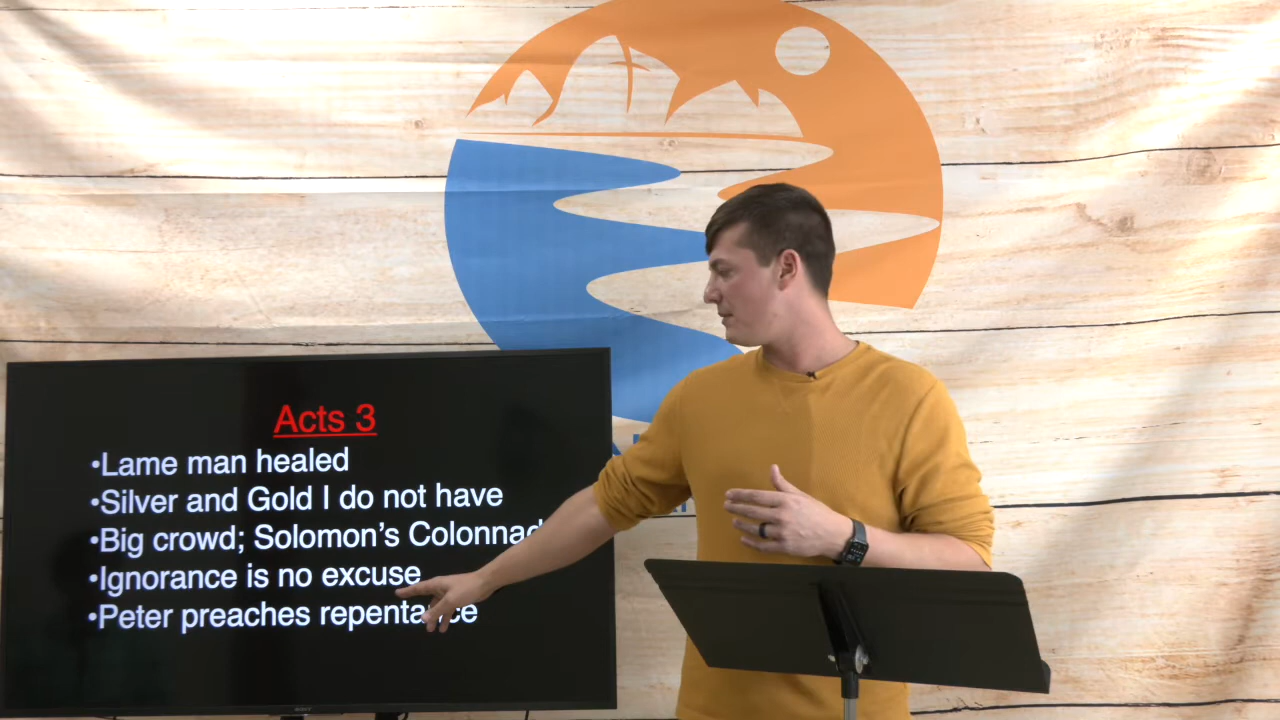 Acts 3
•Lame man healed
•Silver and Gold I do not have
•Big crowd; Solomon's Colonnad
•Ignorance is no excuse
•Peter preaches repentance
SONY